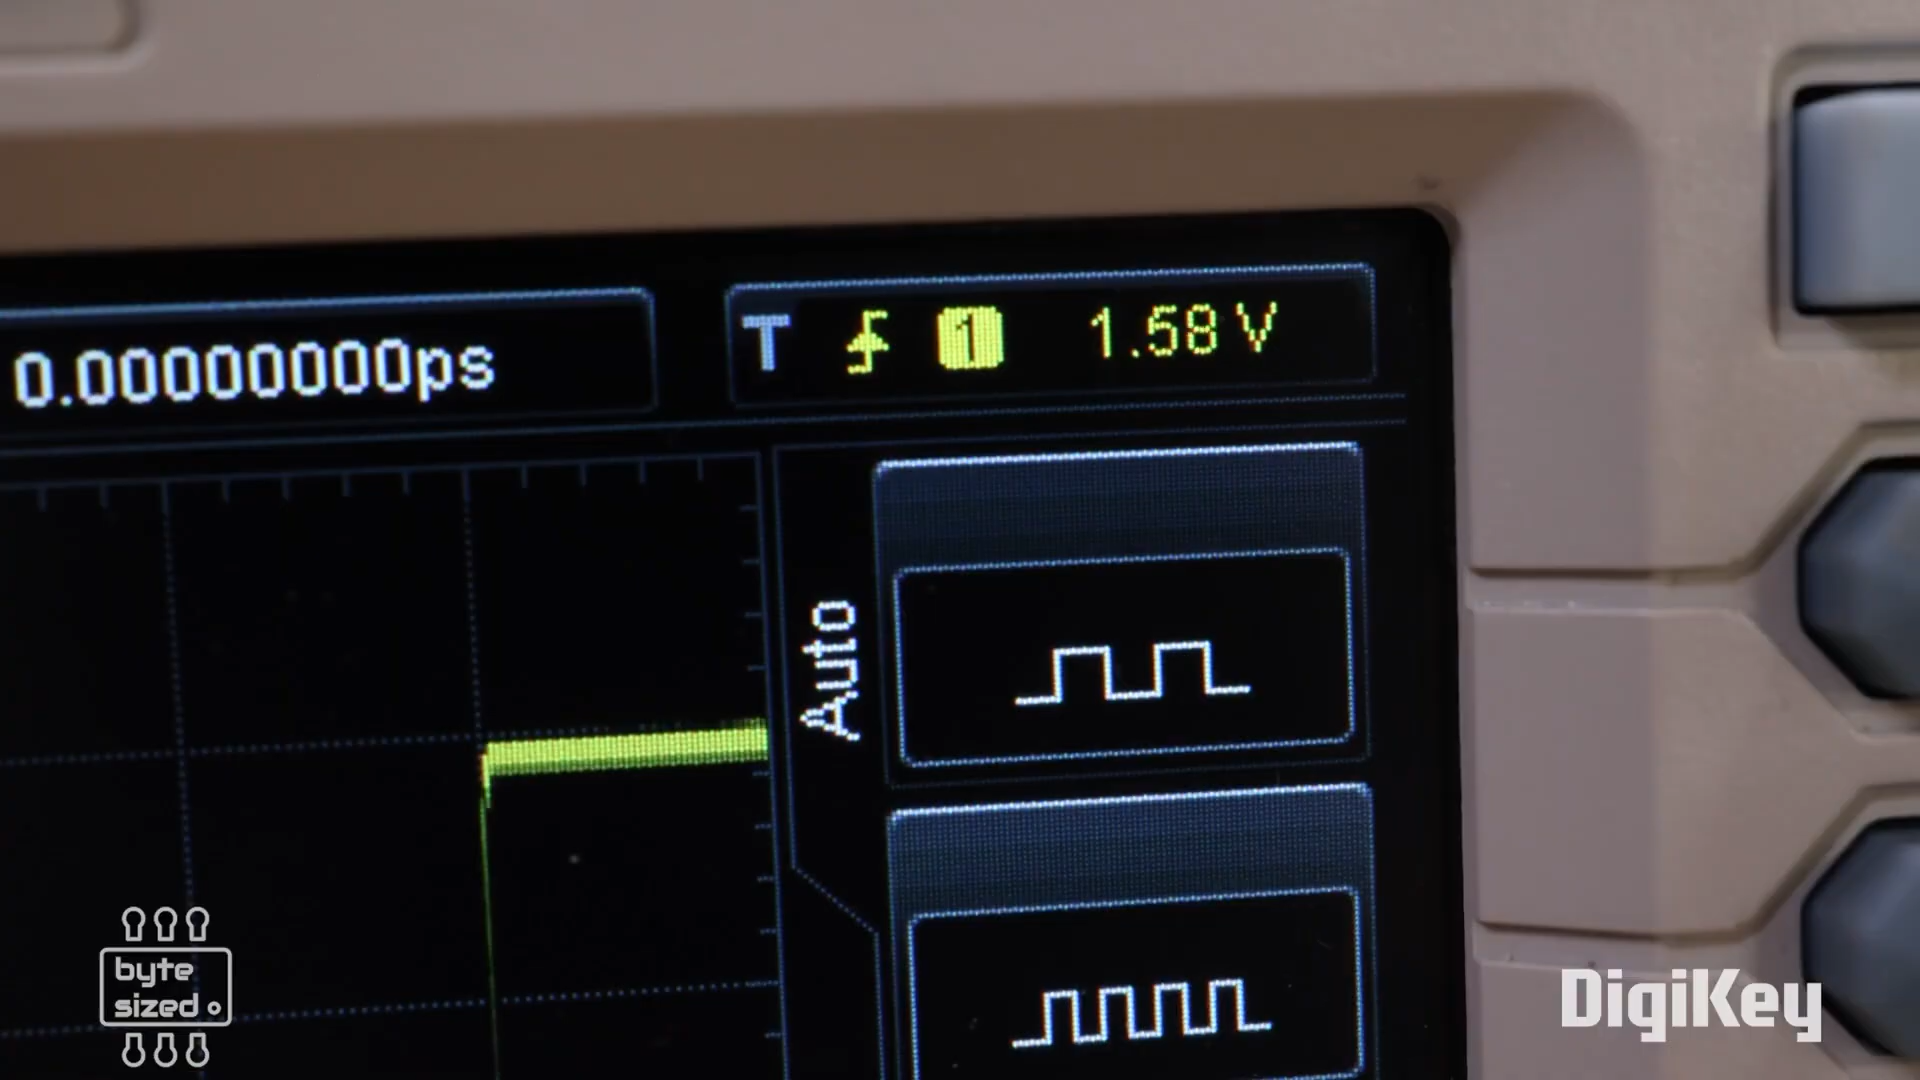 0.00000000ps
T 1 1.58 V
Auto
byte
sized
DigiKey